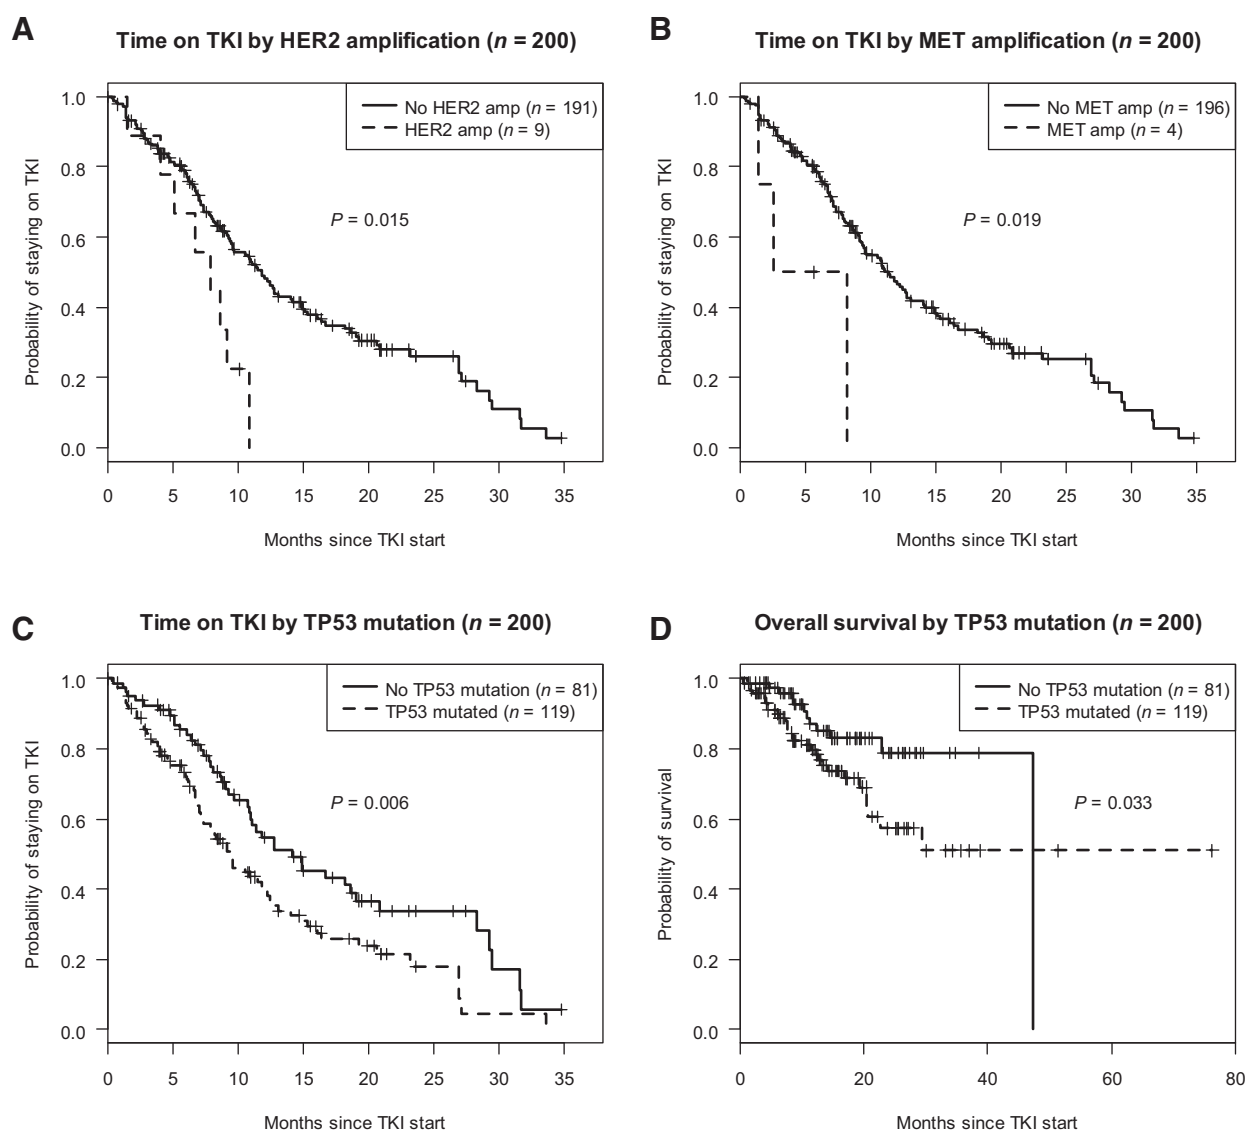 A
Time on TKI by HER2 amplification (n = 200)
Probability of staying on TKI
1.0
0.8
0.6
0.4
0.2
0.0
No HER2 amp (n = 191)
HER2 amp (n = 9)
P = 0.015
0 5 10 15 20 25 30 35
Months since TKI start
B
Time on TKI by MET amplification (n = 200)
Probability of staying on TKI
1.0
0.8
0.6
0.4
0.2
0.0
No MET amp (n = 196)
MET amp (n = 4)
P = 0.019
0 5 10 15 20 25 30 35
Months since TKI start
C
Time on TKI by TP53 mutation (n = 200)
Probability of staying on TKI
1.0
0.8
0.6
0.4
0.2
0.0
No TP53 mutation (n = 81)
TP53 mutated (n = 119)
P = 0.006
0 5 10 15 20 25 30 35
Months since TKI start
D
Overall survival by TP53 mutation (n = 200)
Probability of survival
1.0
0.8
0.6
0.4
0.2
0.0
No TP53 mutation (n = 81)
TP53 mutated (n = 119)
P = 0.033
0 20 40 60 80
Months since TKI start